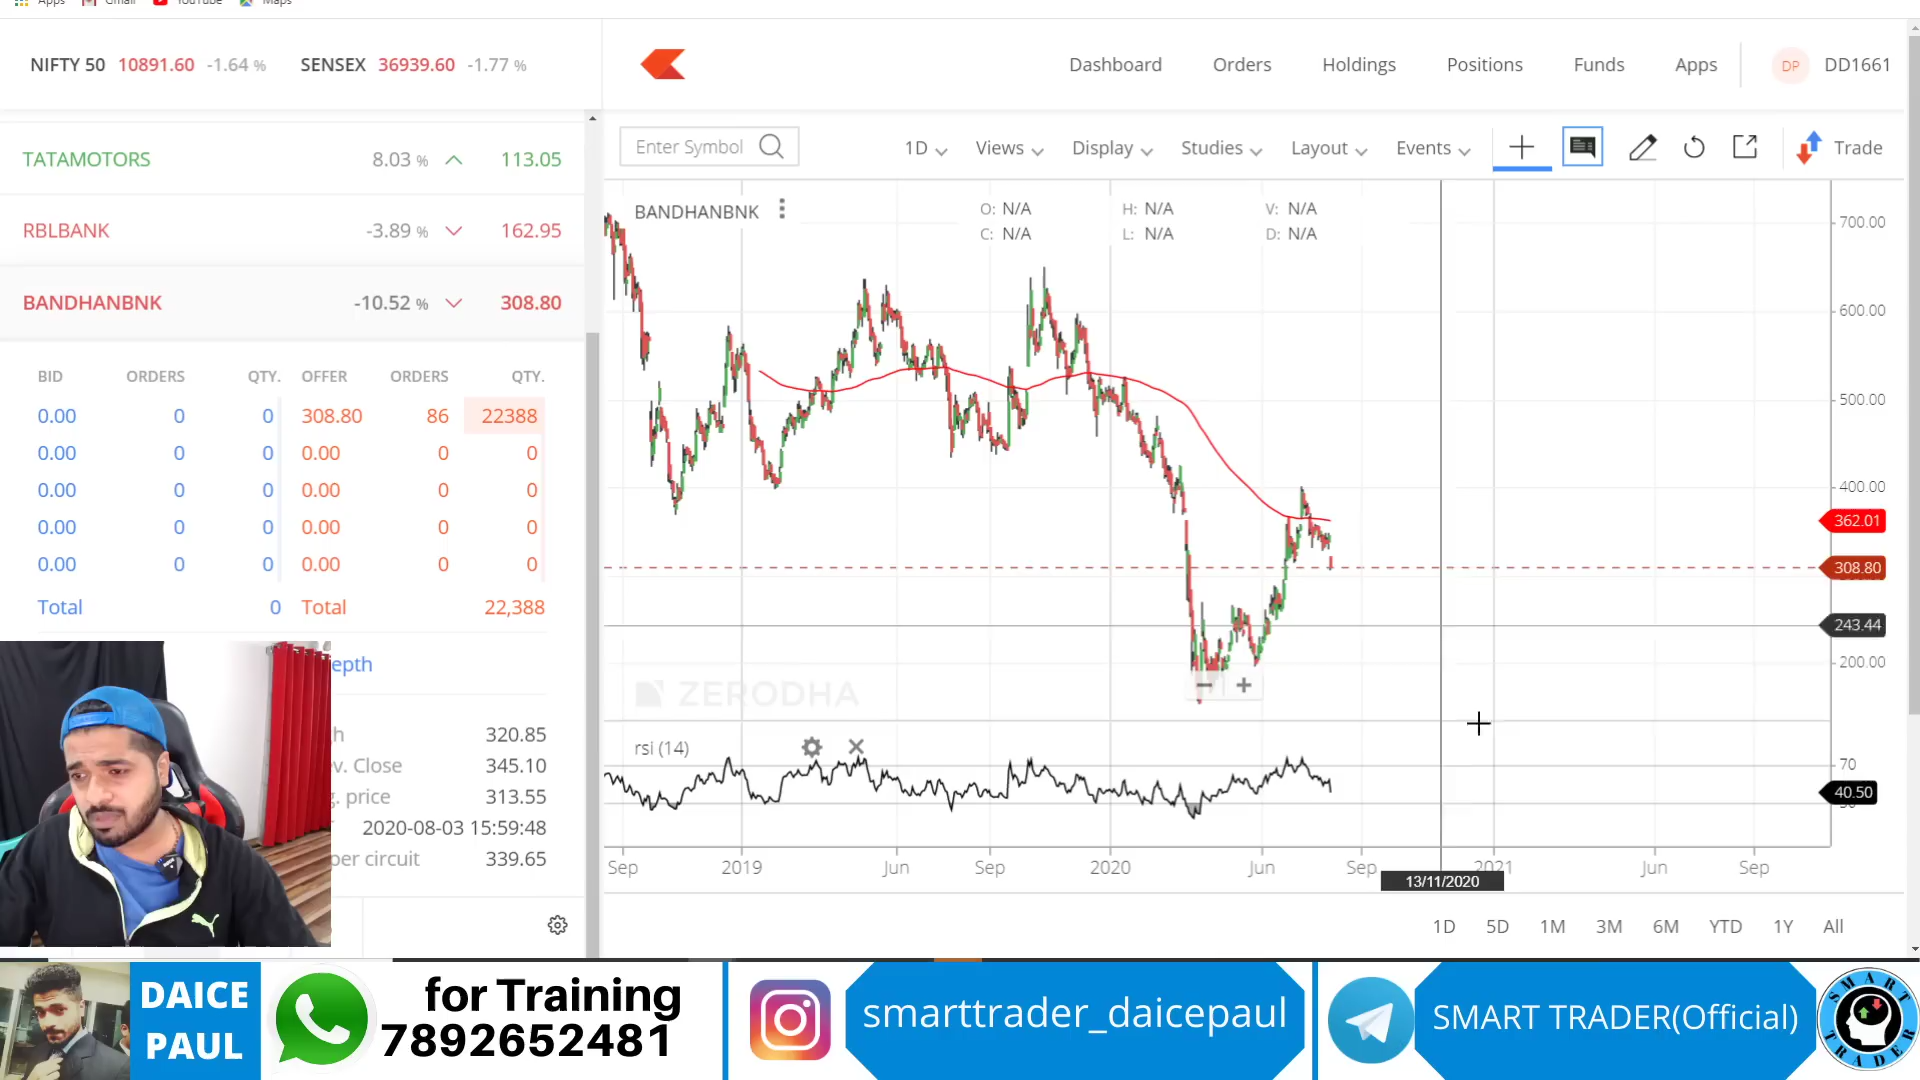 Apps Gmail YouTube Maps
NIFTY 50 10891.60 -1.64 % SENSEX 36939.60 -1.77 %
Dashboard Orders Holdings Positions Funds Apps DP DD1661
TATAMOTORS 8.03 % 113.05
RBLBANK -3.89 % 162.95
BANDHANBNK -10.52 % 308.80
BID ORDERS QTY. OFFER ORDERS QTY.
0.00 0 0 308.80 86 22388
0.00 0 0 0.00 0 0
0.00 0 0 0.00 0 0
0.00 0 0 0.00 0 0
0.00 0 0 0.00 0 0
Total 0 Total 22,388
epth
h 320.85
v. Close 345.10
. price 313.55
2020-08-03 15:59:48
per circuit 339.65
Enter Symbol 1D Views Display Studies Layout Events Trade
BANDHANBNK
O: N/A H: N/A V: N/A
C: N/A L: N/A D: N/A
700.00
600.00
500.00
400.00
362.01
308.80
243.44
200.00
ZERODHA
rsi (14)
70
40.50
Sep 2019 Jun Sep 2020 Jun Sep 2021 Jun Sep
13/11/2020
1D 5D 1M 3M 6M YTD 1Y All
DAICE
PAUL
for Training
7892652481
smarttrader_daicepaul
SMART TRADER(Official)
SMART
TRADER